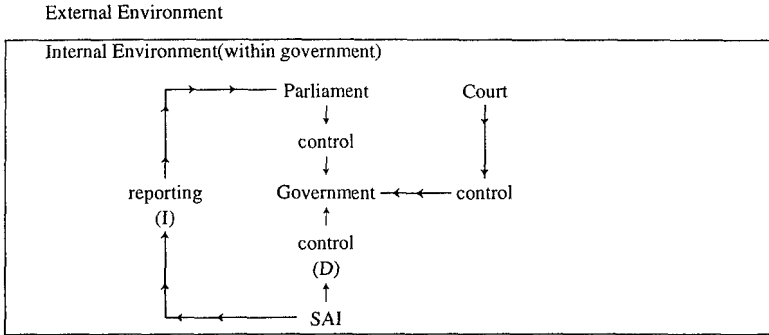 External Environment
Internal Environment(within government)
Parliament Court
control
reporting Government control
(I)
control
(D)
SAI